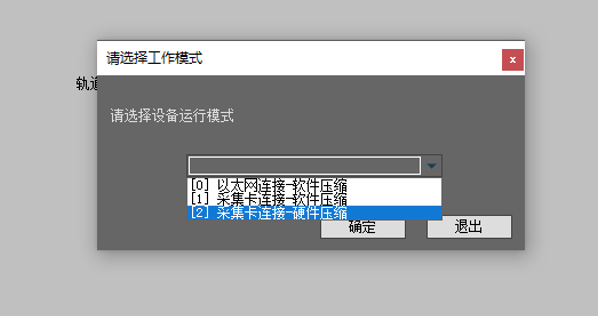 请选择工作模式
x
轨道
请选择设备运行模式
[0] 以太网连接-软件压缩
[1] 采集卡连接-软件压缩
[2] 采集卡连接-硬件压缩
确定
退出